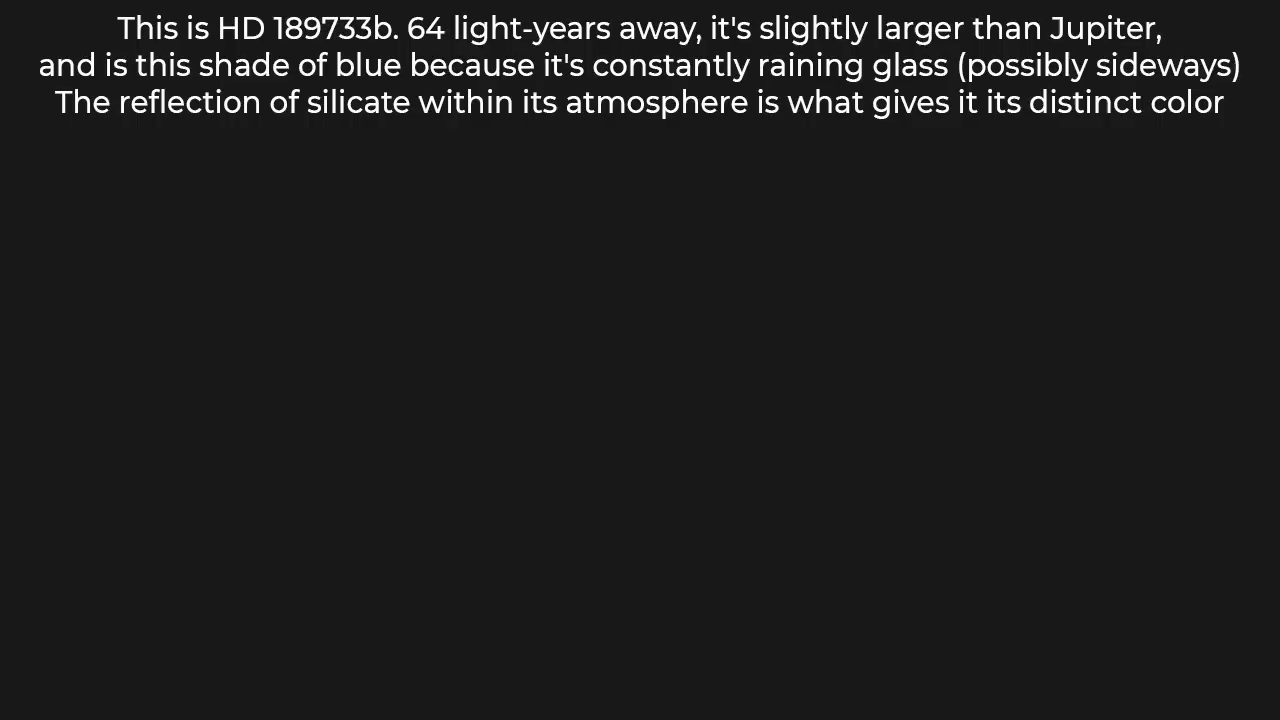 This is HD 189733b. 64 light-years away, it's slightly larger than Jupiter,
and is this shade of blue because it's constantly raining glass (possibly sideways)
The reflection of silicate within its atmosphere is what gives it its distinct color